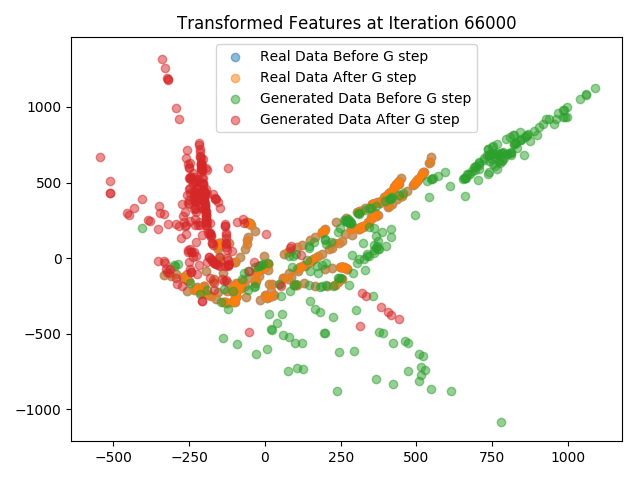 Transformed Features at Iteration 66000
Real Data Before G step
Real Data After G step
Generated Data Before G step
Generated Data After G step
1000
500
0
−500
−1000
−500
−250
0
250
500
750
1000